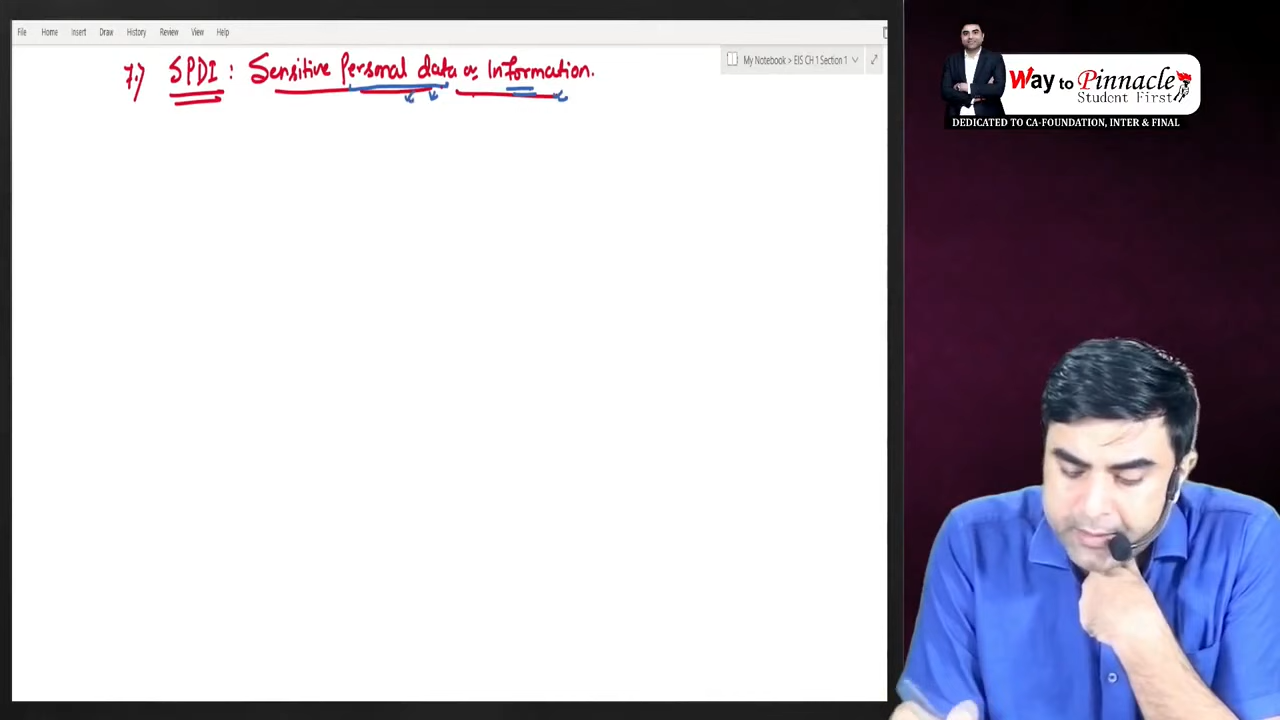 File Home Insert Draw History Review View Help
7.) SPDI : Sensitive Personal data or Information.
My Notebook > EIS CH 1 Section 1
Way to Pinnacle
Student First
DEDICATED TO CA-FOUNDATION, INTER & FINAL